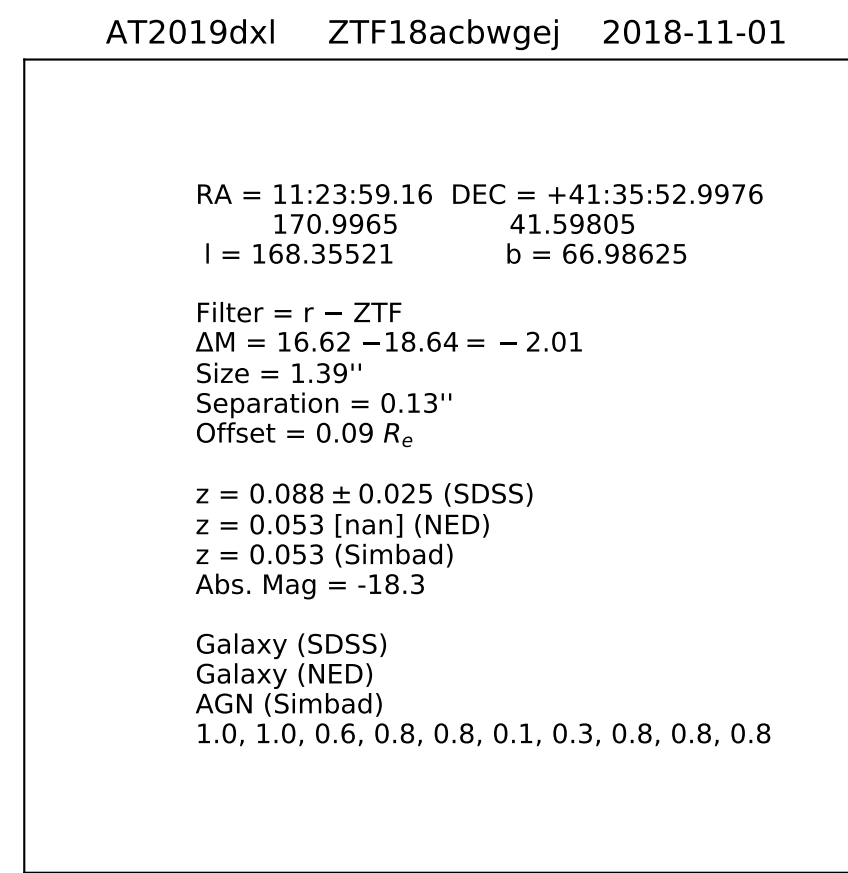 AT2019dxl ZTF18acbwgej 2018-11-01
RA = 11:23:59.16 DEC = +41:35:52.9976
170.9965 41.59805
l = 168.35521 b = 66.98625
Filter = r − ZTF
ΔM = 16.62 −18.64 = − 2.01
Size = 1.39''
Separation = 0.13''
Offset = 0.09 Re
z = 0.088 ± 0.025 (SDSS)
z = 0.053 [nan] (NED)
z = 0.053 (Simbad)
Abs. Mag = -18.3
Galaxy (SDSS)
Galaxy (NED)
AGN (Simbad)
1.0, 1.0, 0.6, 0.8, 0.8, 0.1, 0.3, 0.8, 0.8, 0.8